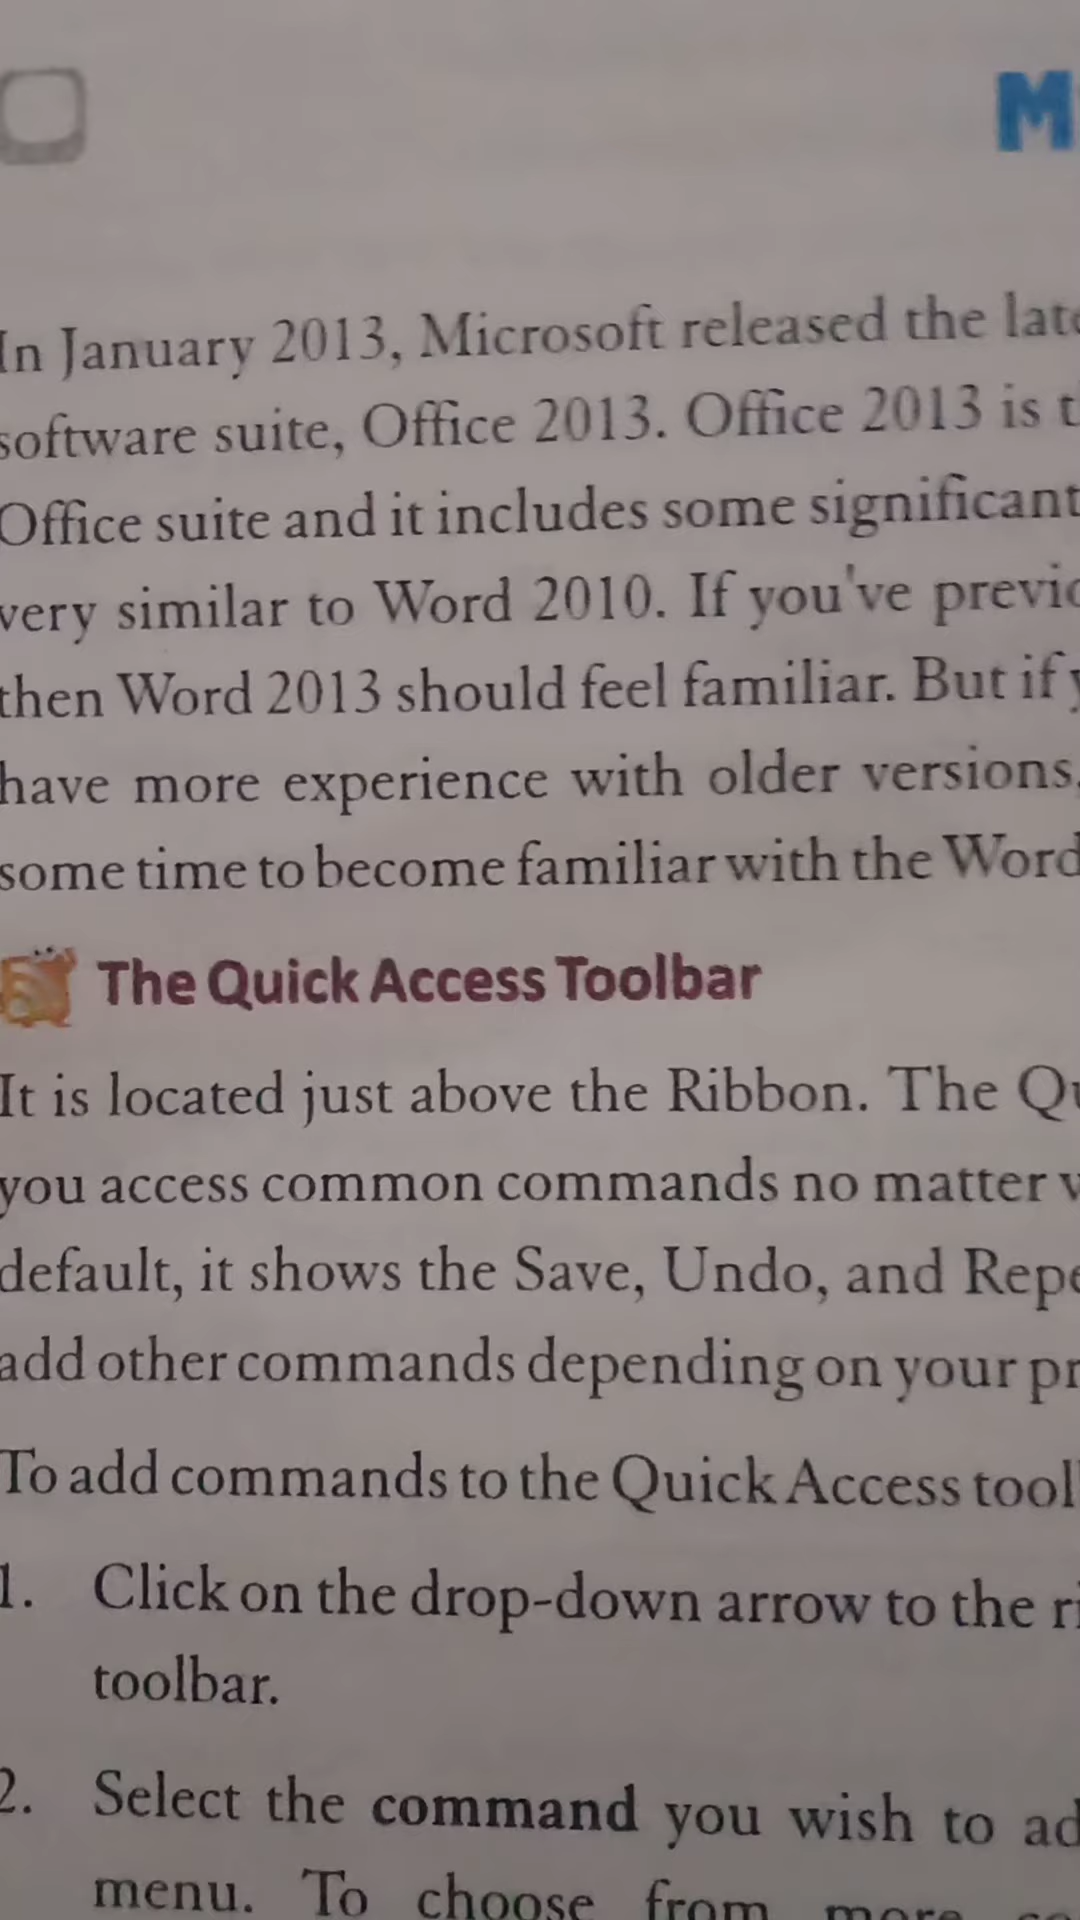 M
In January 2013, Microsoft released the
software suite, Office 2013. Office 2013 is
Office suite and it includes some significant
very similar to Word 2010. If you've
then Word 2013 should feel familiar. But if
have more experience with older versions,
some time to become familiar with the Word
The Quick Access Toolbar
It is located just above the Ribbon. The
you access common commands no matter
default, it shows the Save, Undo, and
add other commands depending on your
To add commands to the Quick Access
1. Click on the drop-down arrow to the
toolbar.
2. Select the command you wish to
menu. To choose from more